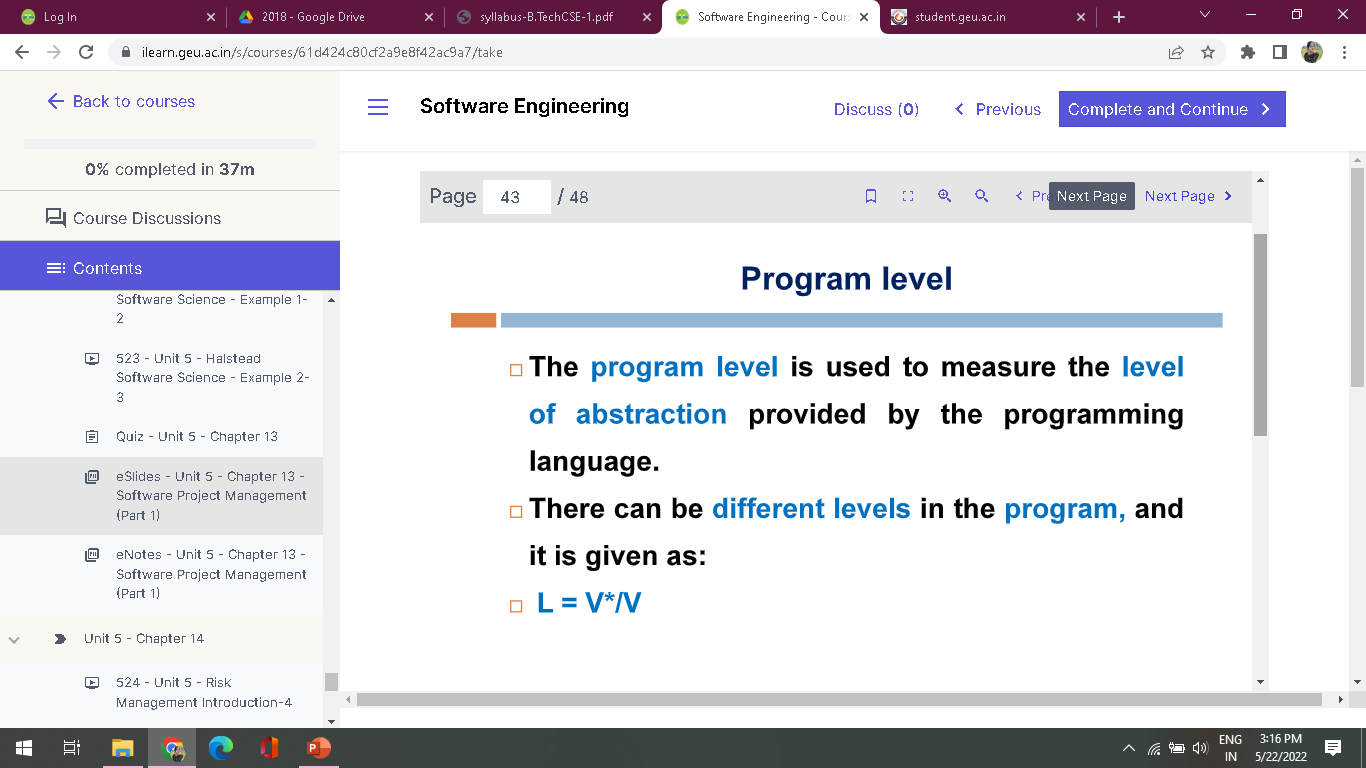 Log In
2018 - Google Drive
syllabus-B.TechCSE-1.pdf
Software Engineering - Cour
student.geu.ac.in
ilearn.geu.ac.in/s/courses/61d424c80cf2a9e8f42ac9a7/take
Back to courses
0% completed in 37m
Course Discussions
Contents
Software Science - Example 1-
2
523 - Unit 5 - Halstead
Software Science - Example 2-
3
Quiz - Unit 5 - Chapter 13
eSlides - Unit 5 - Chapter 13 -
Software Project Management
(Part 1)
eNotes - Unit 5 - Chapter 13 -
Software Project Management
(Part 1)
Unit 5 - Chapter 14
524 - Unit 5 - Risk
Management Introduction-4
Software Engineering
Discuss (0)
Previous
Complete and Continue
Page 43 / 48
Pre
Next Page
Next Page
Program level
The program level is used to measure the level
of abstraction provided by the programming
language.
There can be different levels in the program, and
it is given as:
L = V*/V
ENG
IN
3:16 PM
5/22/2022